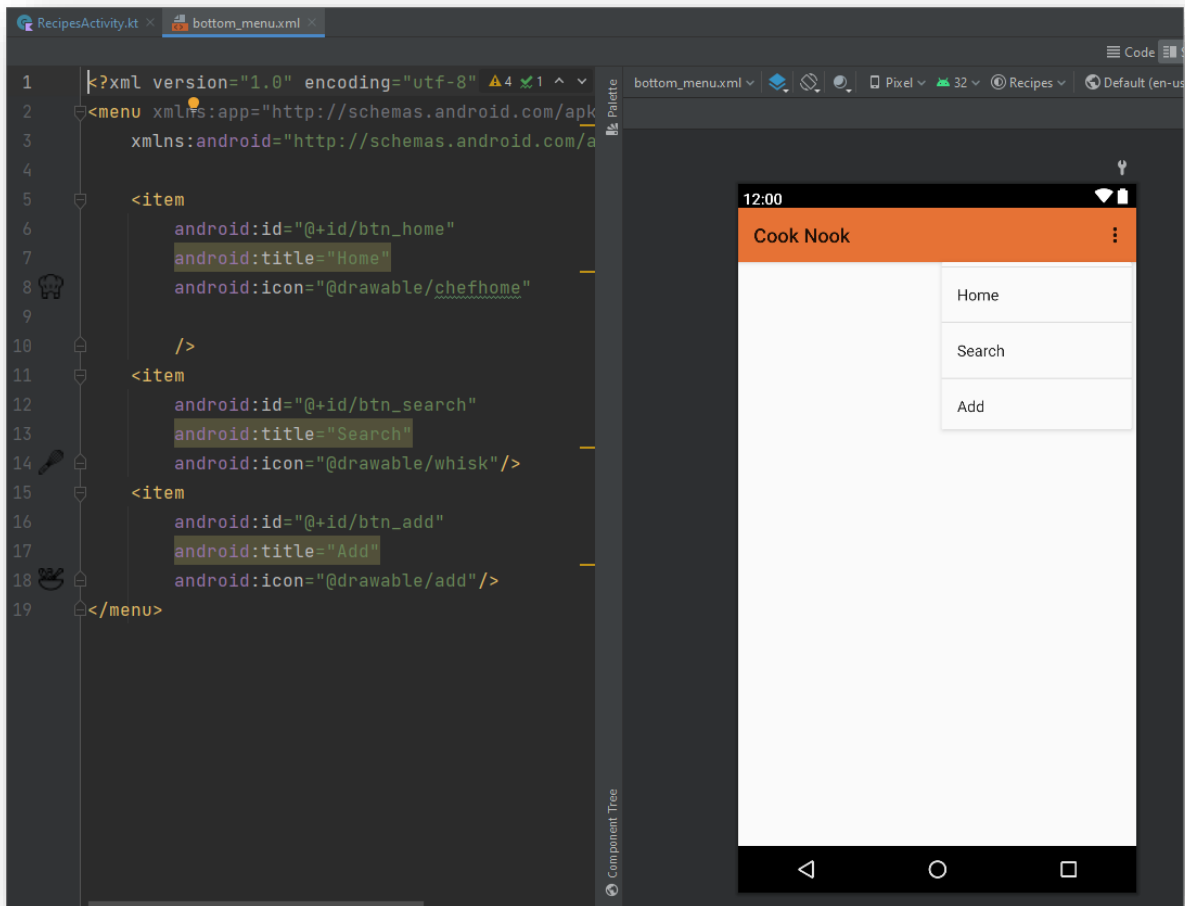 RecipesActivity.kt
bottom_menu.xml
Code
1 <?xml version="1.0" encoding="utf-8" 4 1
2 <menu xmlns:app="http://schemas.android.com/apk
3 xmlns:android="http://schemas.android.com/a
4
5 <item
6 android:id="@+id/btn_home"
7 android:title="Home"
8 android:icon="@drawable/chefhome"
9
10 />
11 <item
12 android:id="@+id/btn_search"
13 android:title="Search"
14 android:icon="@drawable/whisk"/>
15 <item
16 android:id="@+id/btn_add"
17 android:title="Add"
18 android:icon="@drawable/add"/>
19 </menu>
Palette
Component Tree
bottom_menu.xml Pixel 32 Recipes Default (en-us
12:00
Cook Nook
Home
Search
Add